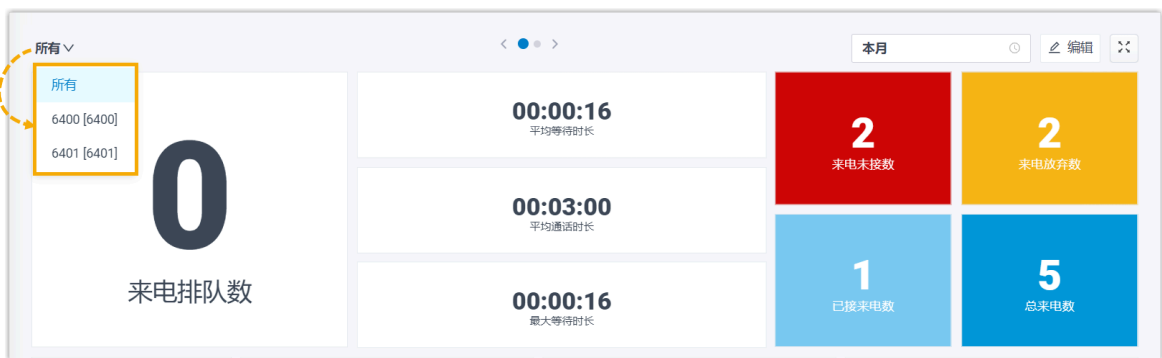 所有
本月
编辑
所有
6400 [6400]
6401 [6401]
0
来电排队数
00:00:16
平均等待时长
00:03:00
平均通话时长
00:00:16
最大等待时长
2
来电未接数
2
来电放弃数
1
已接来电数
5
总来电数